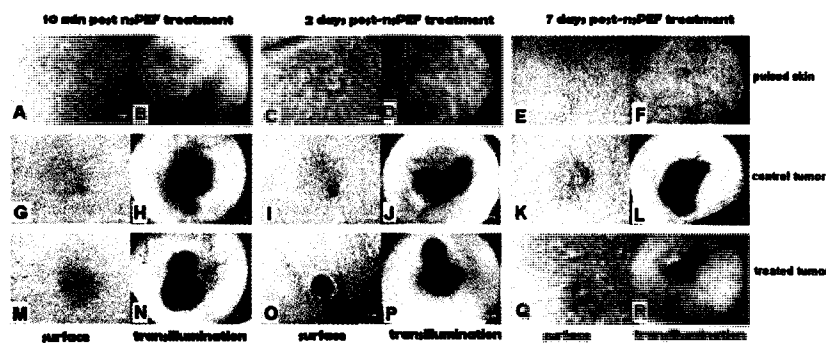 10 min post nsPEF treatment 2 days post-nsPEF treatment 7 days post-nsPEF treatment
A B C D E F pulsed skin
G H I J K L control tumor
M N O P Q R treated tumor
surface transillumination surface transillumination surface transillumination